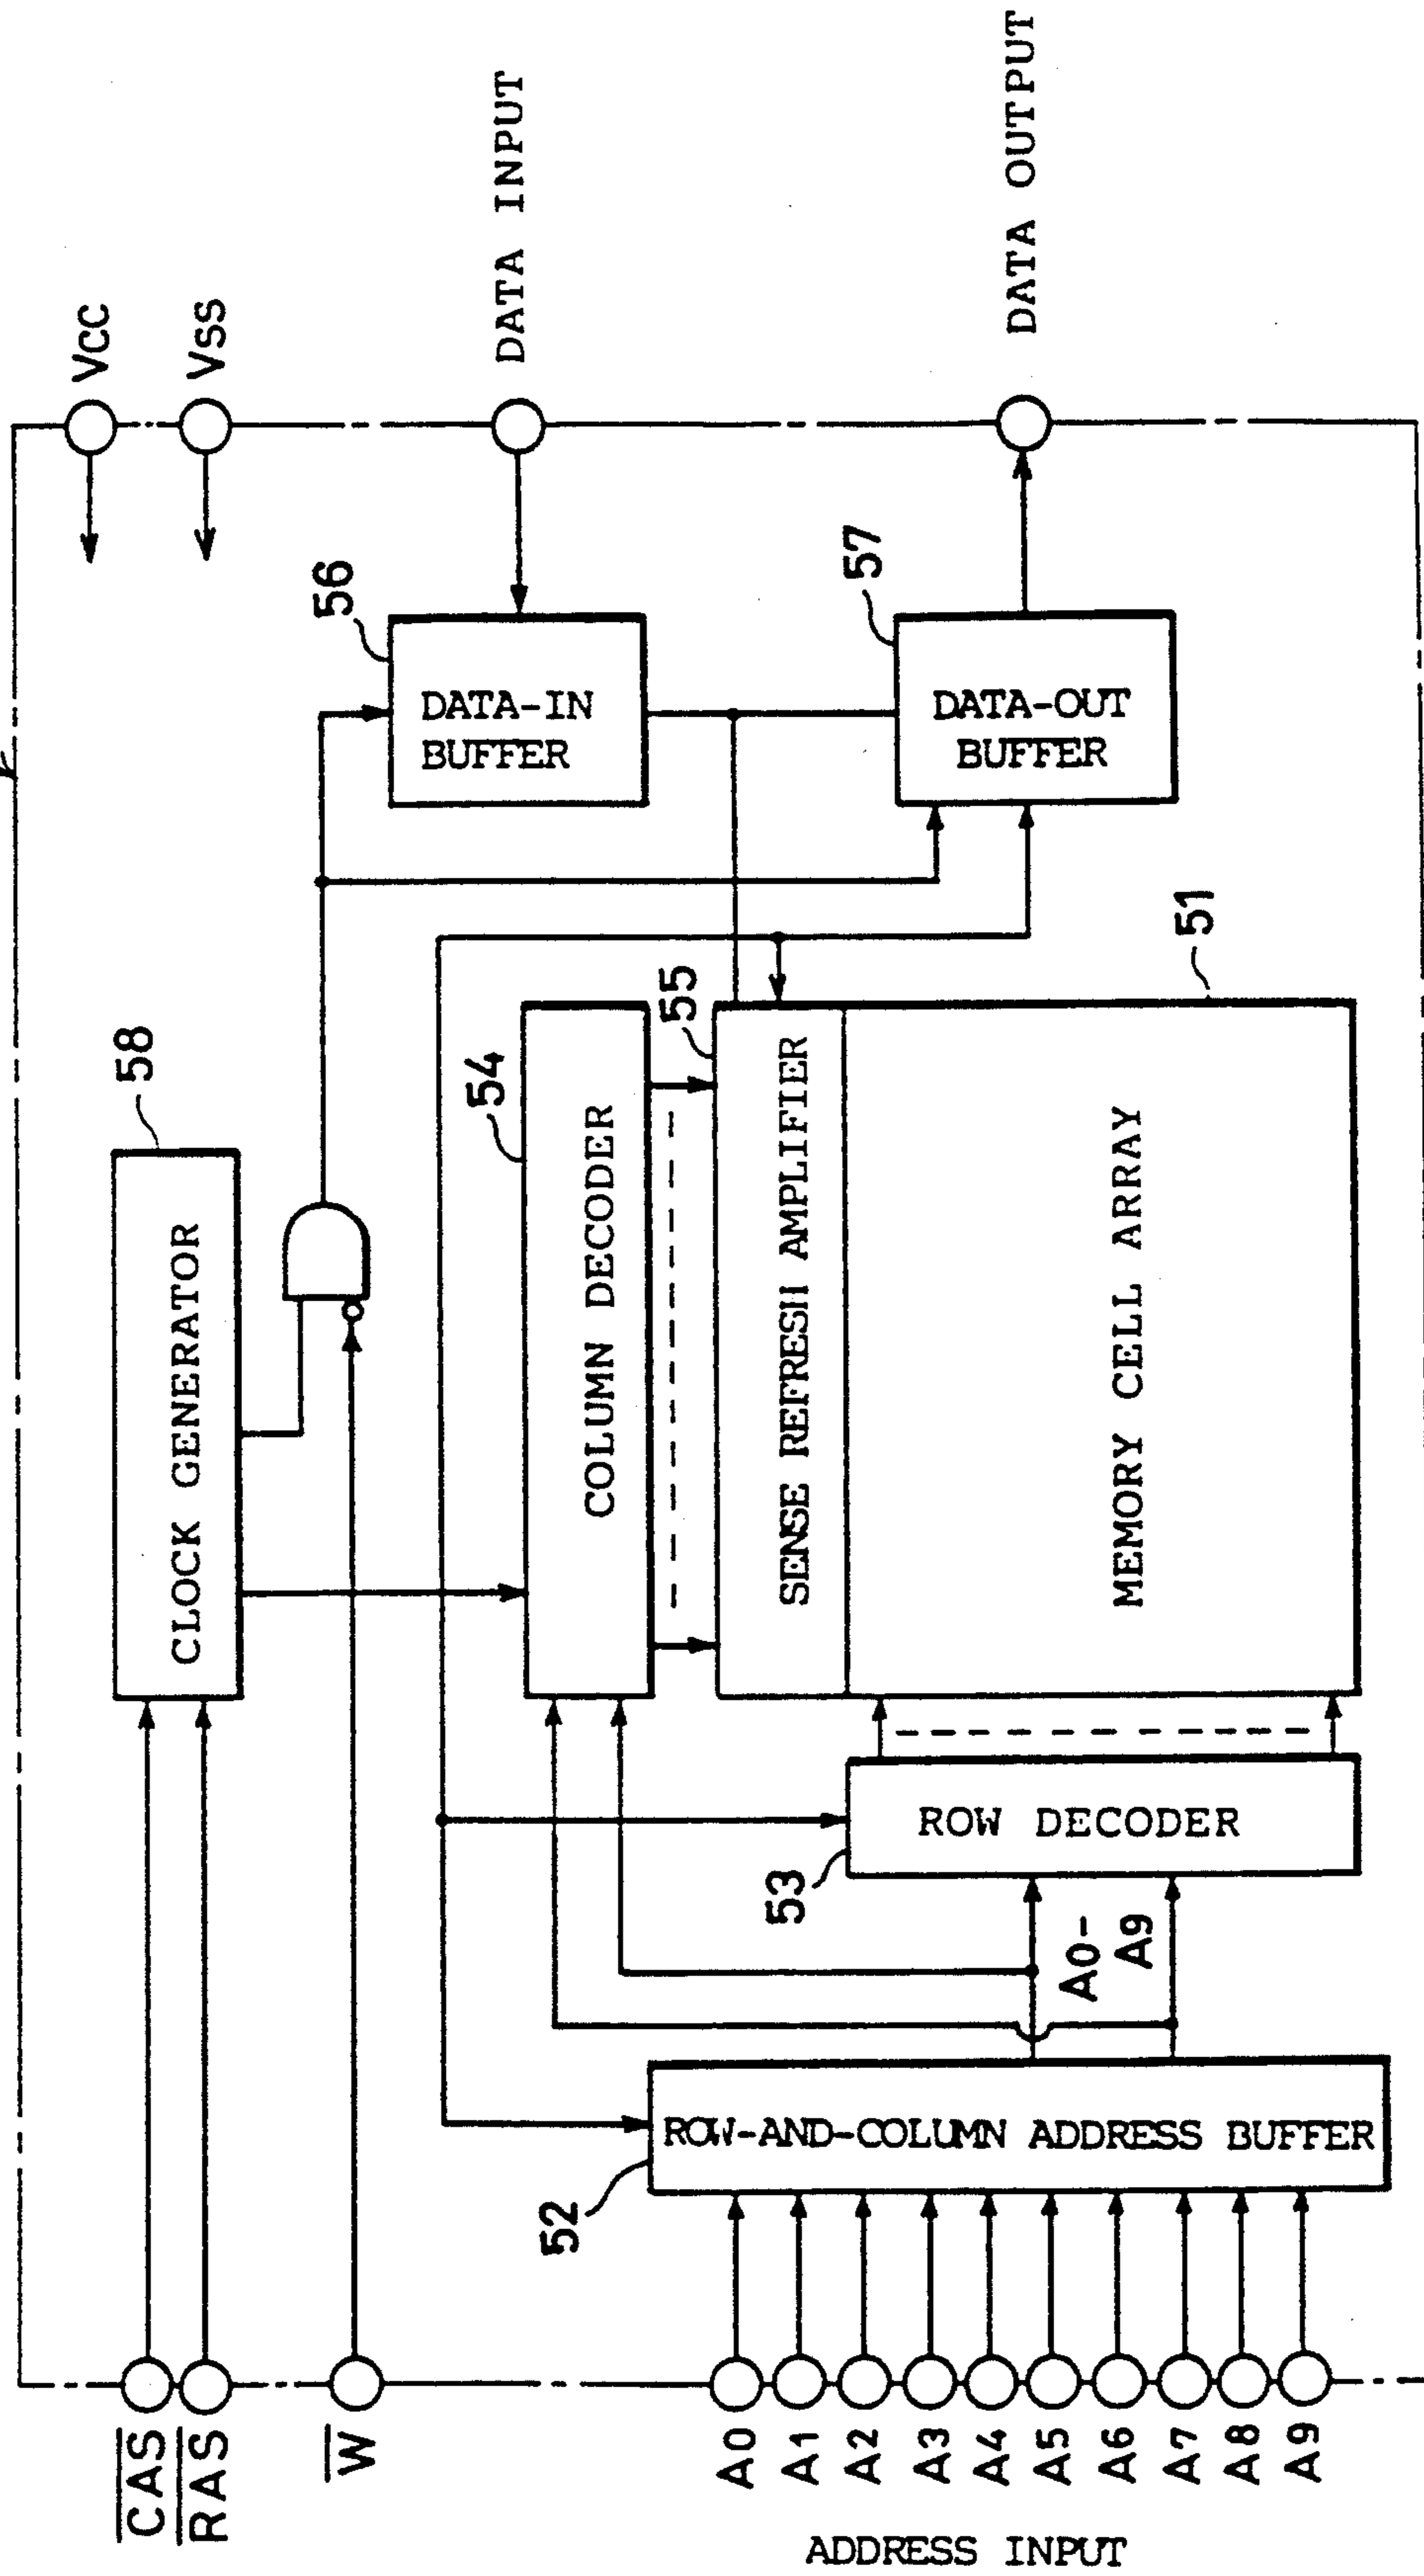 CAS
RAS
W
A0
A1
A2
A3
A4
A5
A6
A7
A8
A9
ADDRESS INPUT
58
CLOCK GENERATOR
54
COLUMN DECODER
55
SENSE REFRESH AMPLIFIER
51
MEMORY CELL ARRAY
53
ROW DECODER
A0-
A9
52
ROW-AND-COLUMN ADDRESS BUFFER
56
DATA-IN
BUFFER
57
DATA-OUT
BUFFER
Vcc
Vss
DATA INPUT
DATA OUTPUT